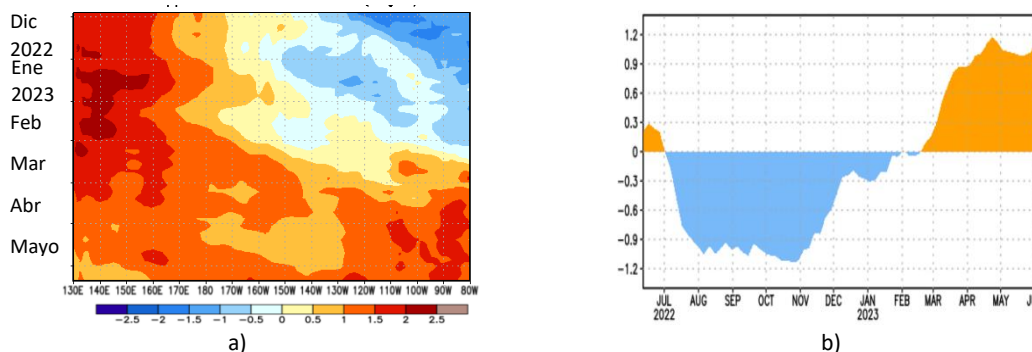 Dic
2022
Ene
2023
Feb
Mar
Abr
Mayo
130E 140E 150E 160E 170E 180 170W 160W 150W 140W 130W 120W 110W 100W 90W 80W
-2.5 -2 -1.5 -1 -0.5 0 0.5 1 1.5 2 2.5
a)
1.2
0.9
0.6
0.3
0
-0.3
-0.6
-0.9
-1.2
JUL AUG SEP OCT NOV DEC JAN FEB MAR APR MAY
2022 2023
b)